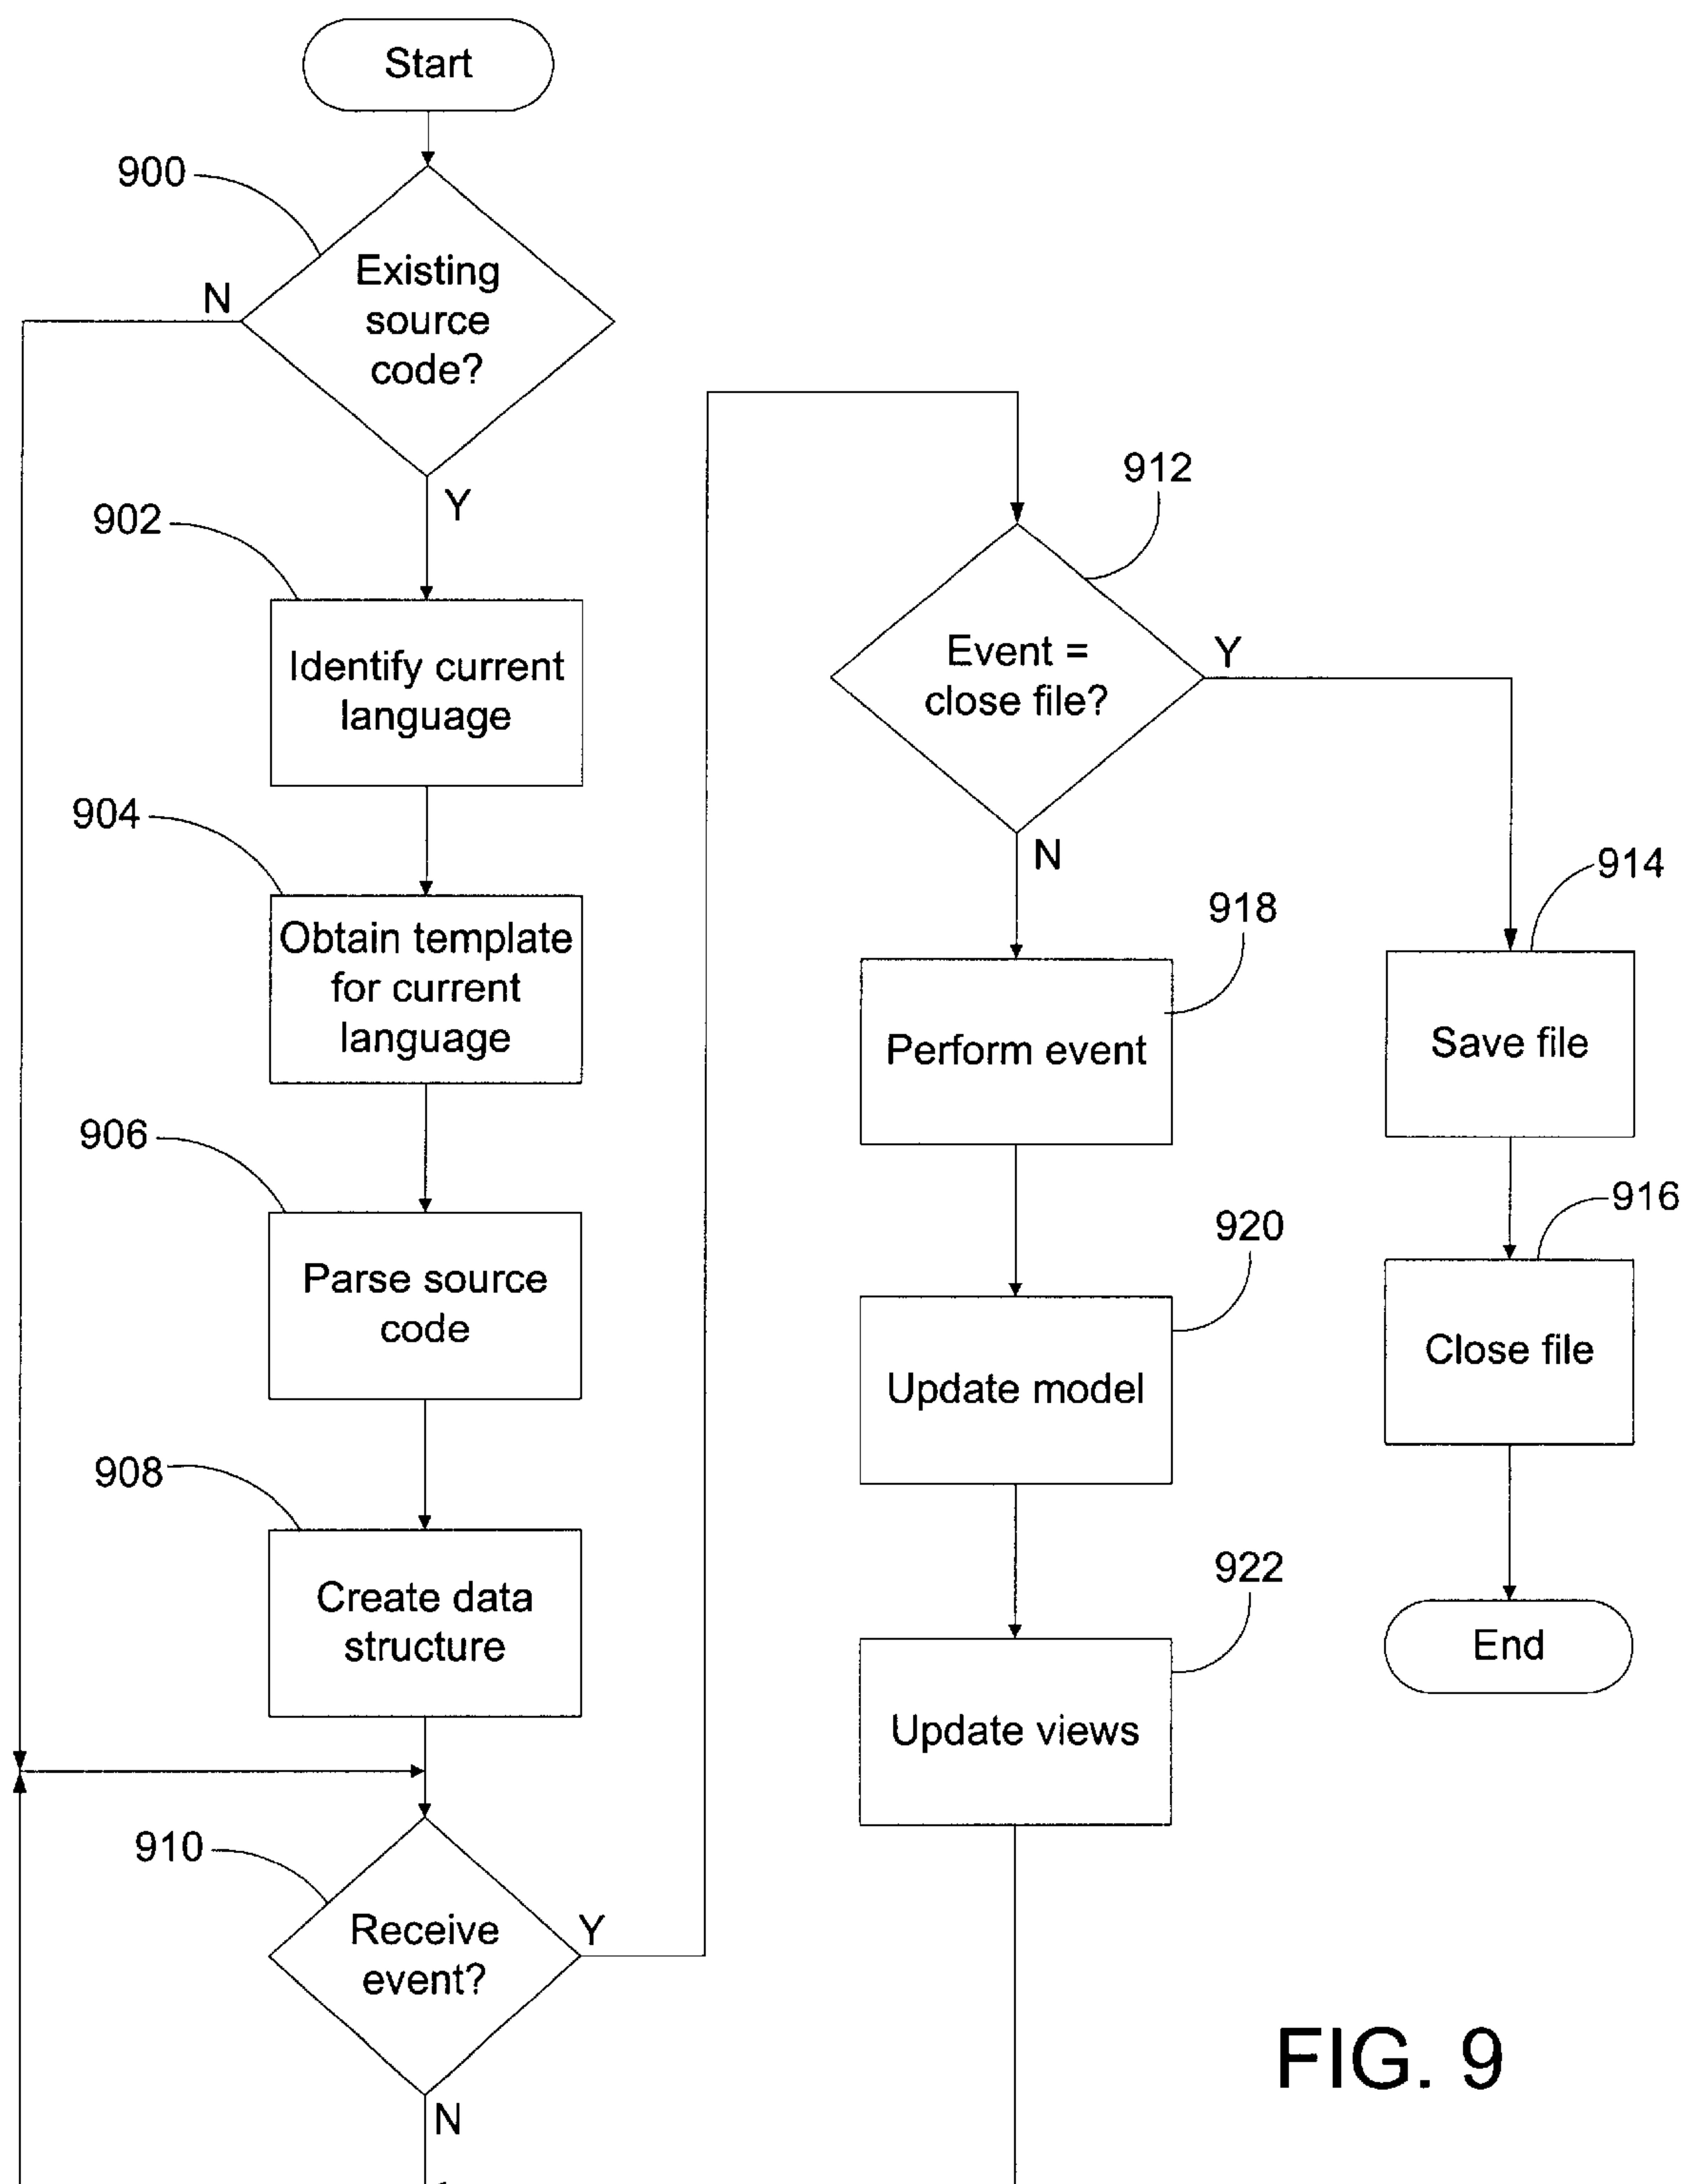 Start
900
Existing
source
code?
N
Y
902
Identify current
language
904
Obtain template
for current
language
906
Parse source
code
908
Create data
structure
910
Receive
event?
Y
N
912
Event =
close file?
Y
N
914
Save file
916
Close file
End
918
Perform event
920
Update model
922
Update views
FIG. 9